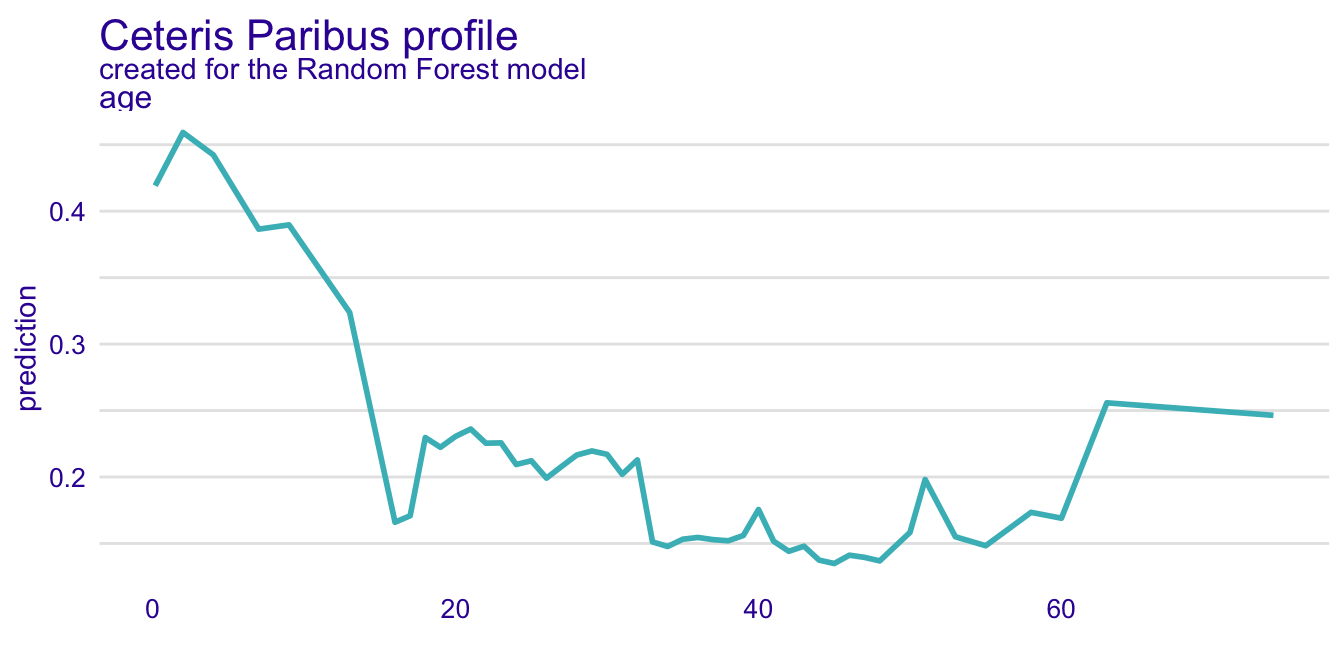 Ceteris Paribus profile
created for the Random Forest model
age
prediction
0.4
0.3
0.2
0 20 40 60